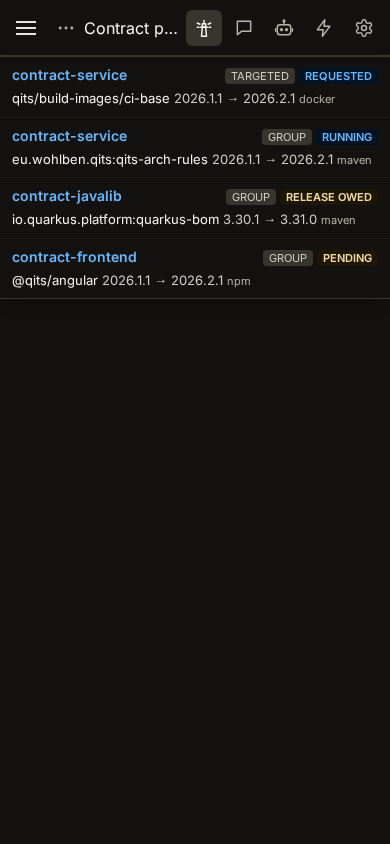 Contract p...
contract-service TARGETED REQUESTED
qits/build-images/ci-base 2026.1.1 → 2026.2.1 docker
contract-service GROUP RUNNING
eu.wohlben.qits:qits-arch-rules 2026.1.1 → 2026.2.1 maven
contract-javalib GROUP RELEASE OWED
io.quarkus.platform:quarkus-bom 3.30.1 → 3.31.0 maven
contract-frontend GROUP PENDING
@qits/angular 2026.1.1 → 2026.2.1 npm